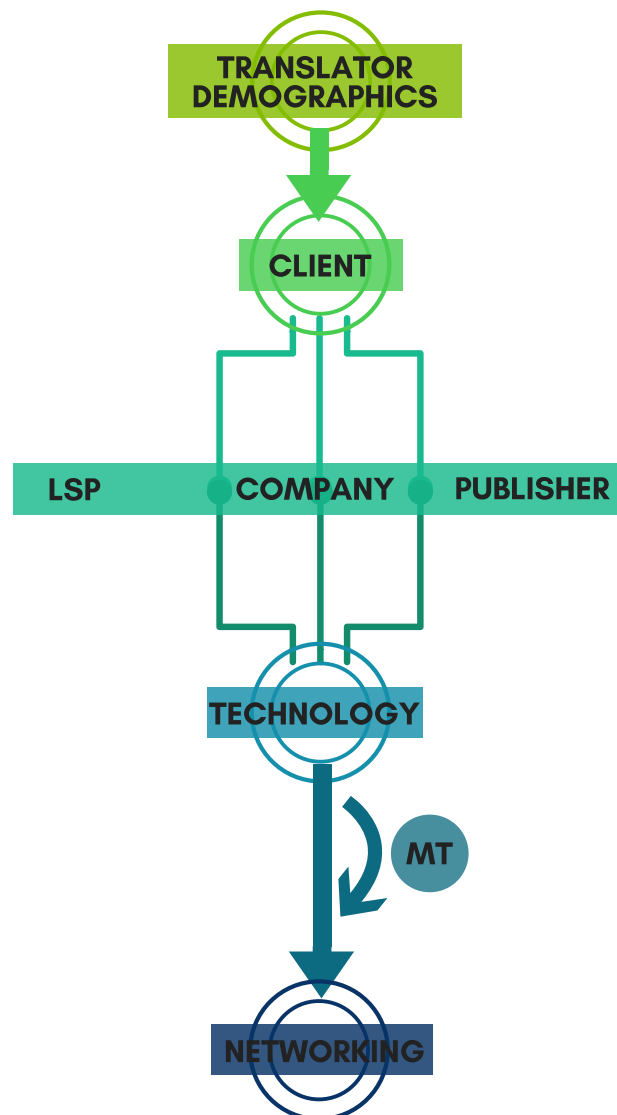 TRANSLATOR
DEMOGRAPHICS
CLIENT
LSP COMPANY PUBLISHER
TECHNOLOGY
MT
NETWORKING